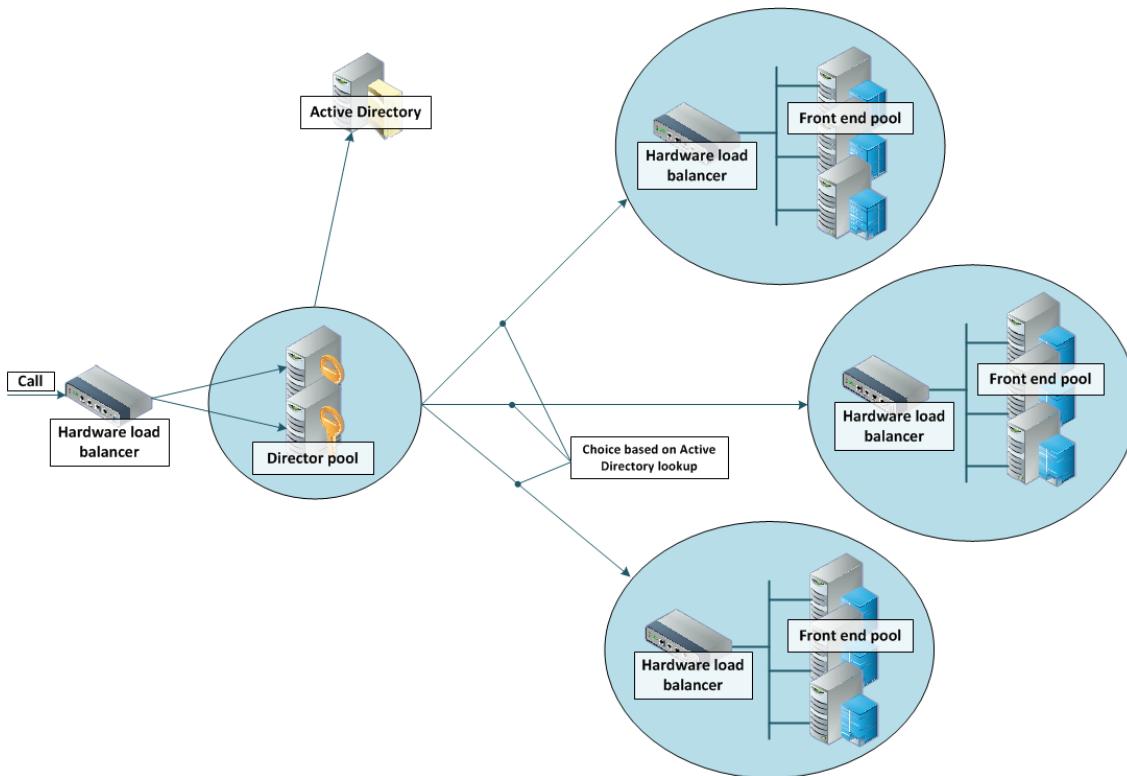 Active Directory
Front end pool
Hardware load
balancer
Call
Hardware load
balancer
Director pool
Choice based on Active
Directory lookup
Front end pool
Hardware load
balancer
Front end pool
Hardware load
balancer